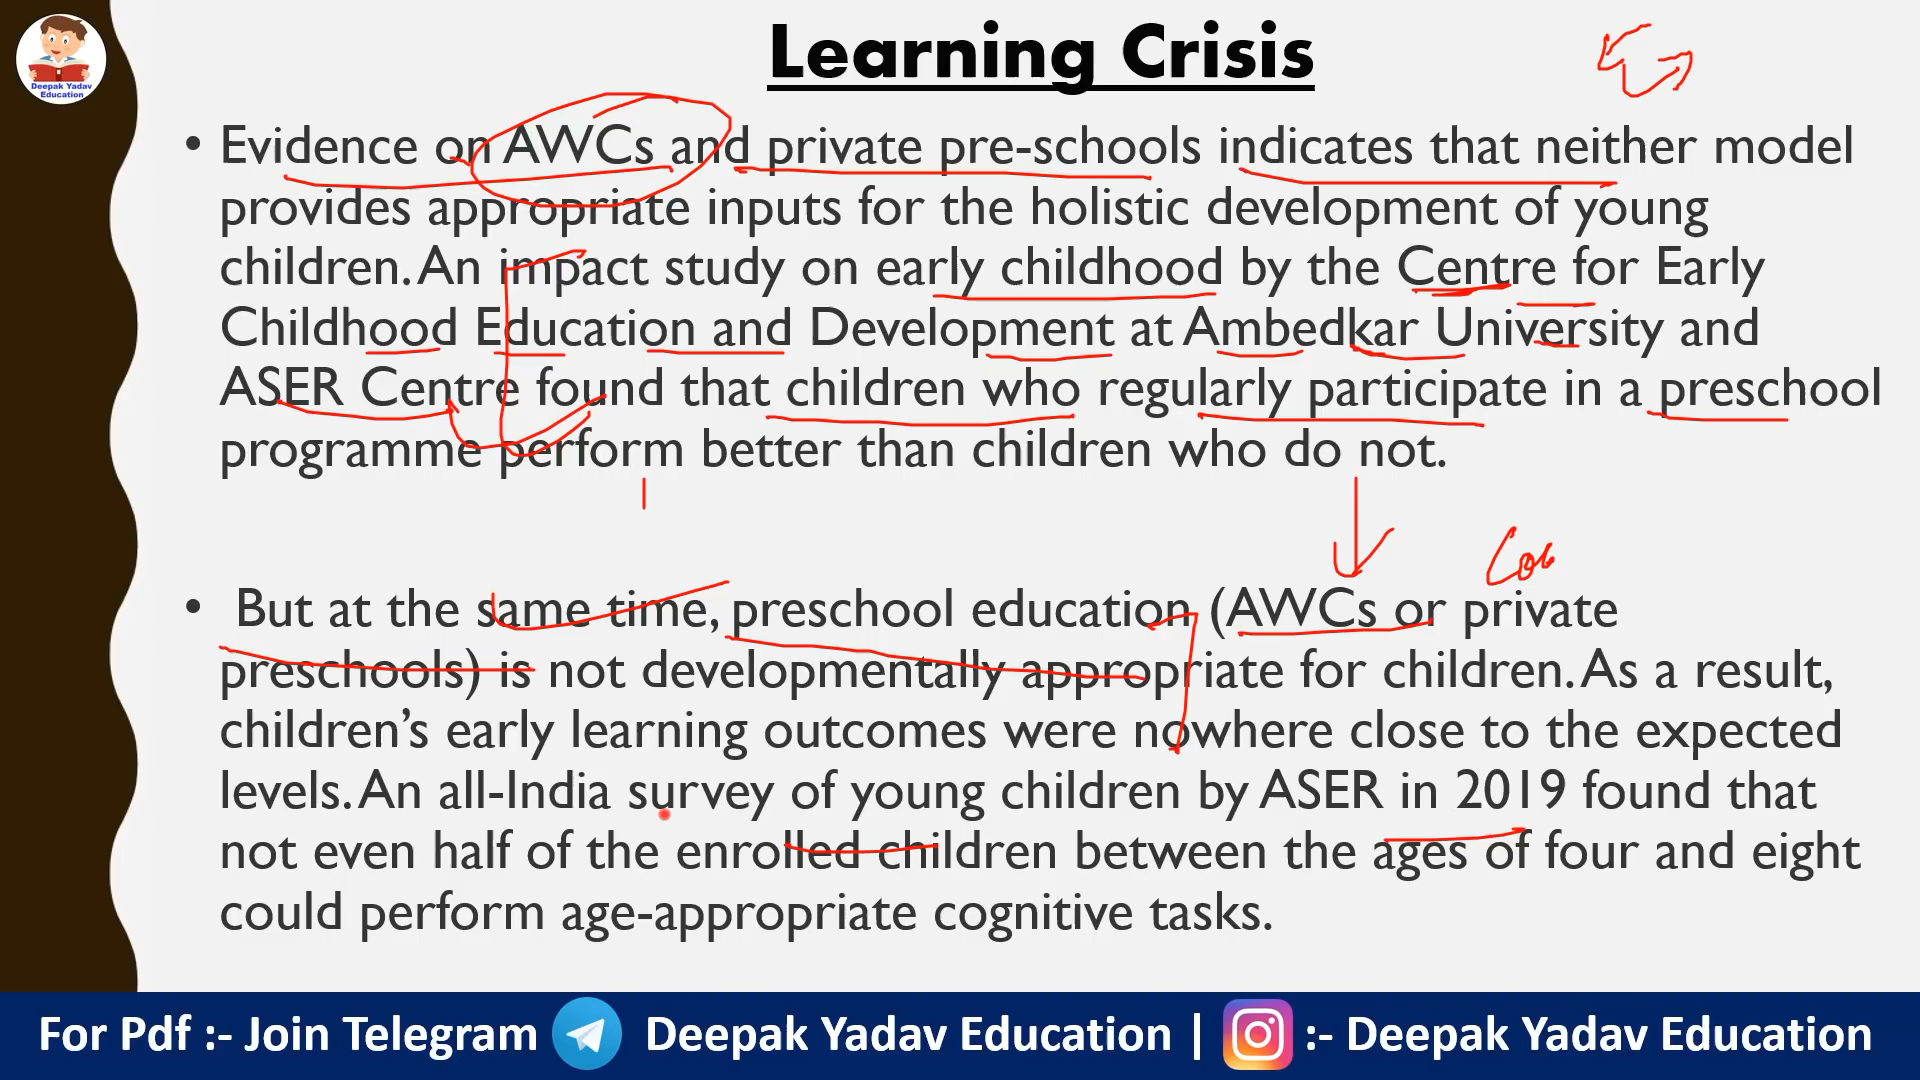 Deepak Yadav
Education
Learning Crisis
• Evidence on AWCs and private pre-schools indicates that neither model
provides appropriate inputs for the holistic development of young
children. An impact study on early childhood by the Centre for Early
Childhood Education and Development at Ambedkar University and
ASER Centre found that children who regularly participate in a preschool
programme perform better than children who do not.
• But at the same time, preschool education (AWCs or private
preschools) is not developmentally appropriate for children. As a result,
children’s early learning outcomes were nowhere close to the expected
levels. An all-India survey of young children by ASER in 2019 found that
not even half of the enrolled children between the ages of four and eight
could perform age-appropriate cognitive tasks.
For Pdf :- Join Telegram Deepak Yadav Education | :- Deepak Yadav Education